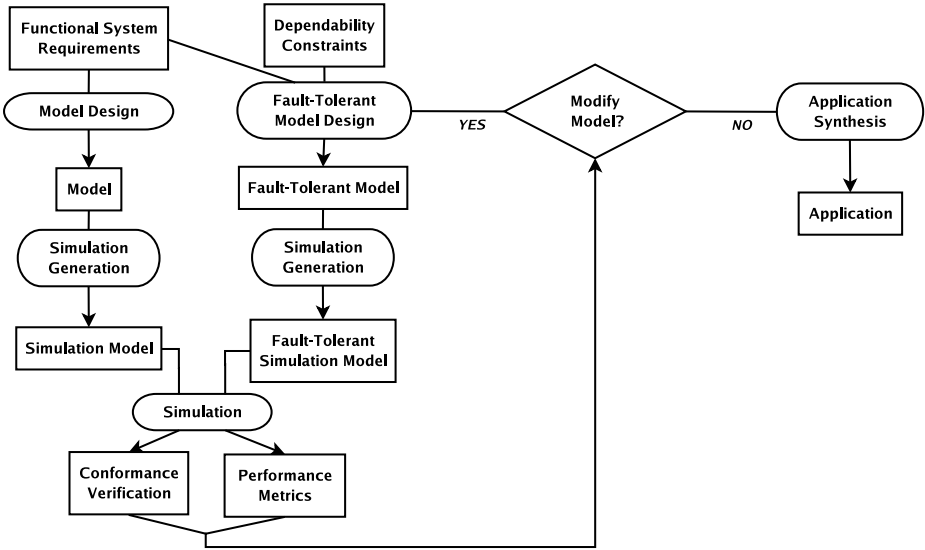 Functional System
Requirements
Dependability
Constraints
Model Design
Fault-Tolerant
Model Design
YES
Modify
Model?
NO
Application
Synthesis
Model
Fault-Tolerant Model
Application
Simulation
Generation
Simulation
Generation
Simulation Model
Fault-Tolerant
Simulation Model
Simulation
Conformance
Verification
Performance
Metrics